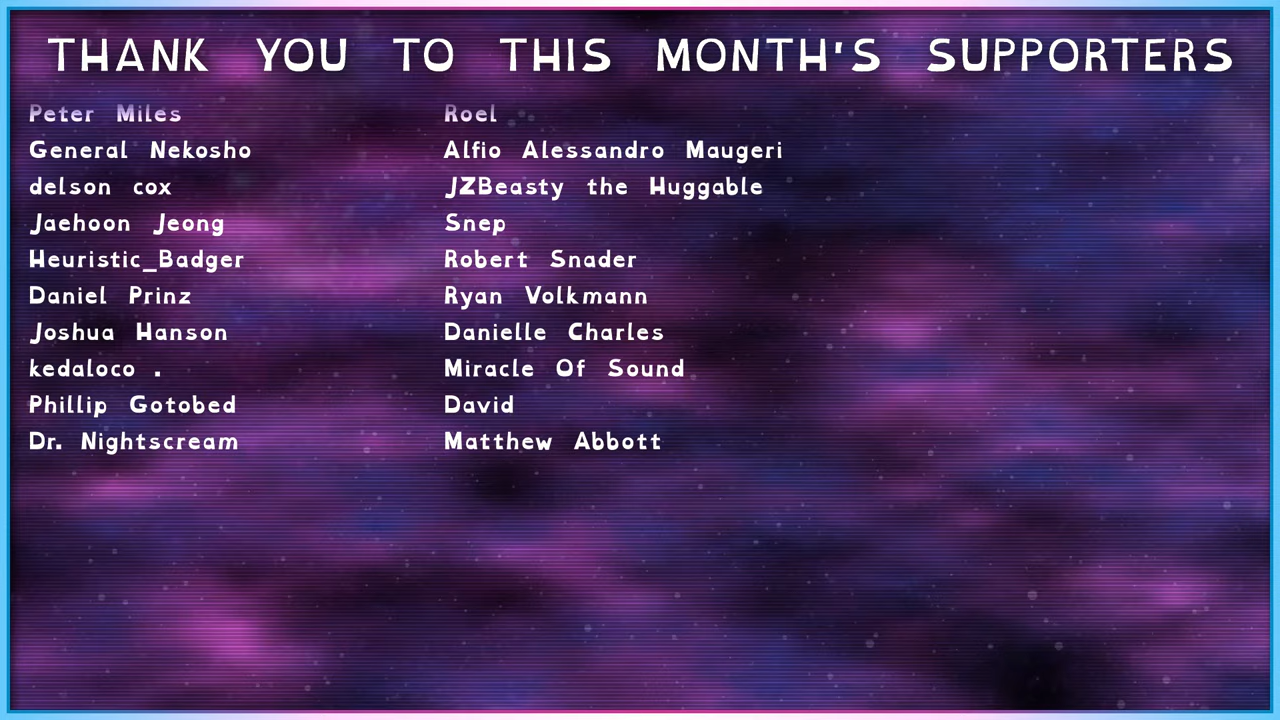 THANK YOU TO THIS MONTH'S SUPPORTERS
Peter Miles
General Nekosho
delson cox
Jaehoon Jeong
Heuristic_Badger
Daniel Prinz
Joshua Hanson
kedaloco .
Phillip Gotobed
Dr. Nightscream
Roel
Alfio Alessandro Maugeri
JZBeasty the Huggable
Snep
Robert Snader
Ryan Volkmann
Danielle Charles
Miracle Of Sound
David
Matthew Abbott